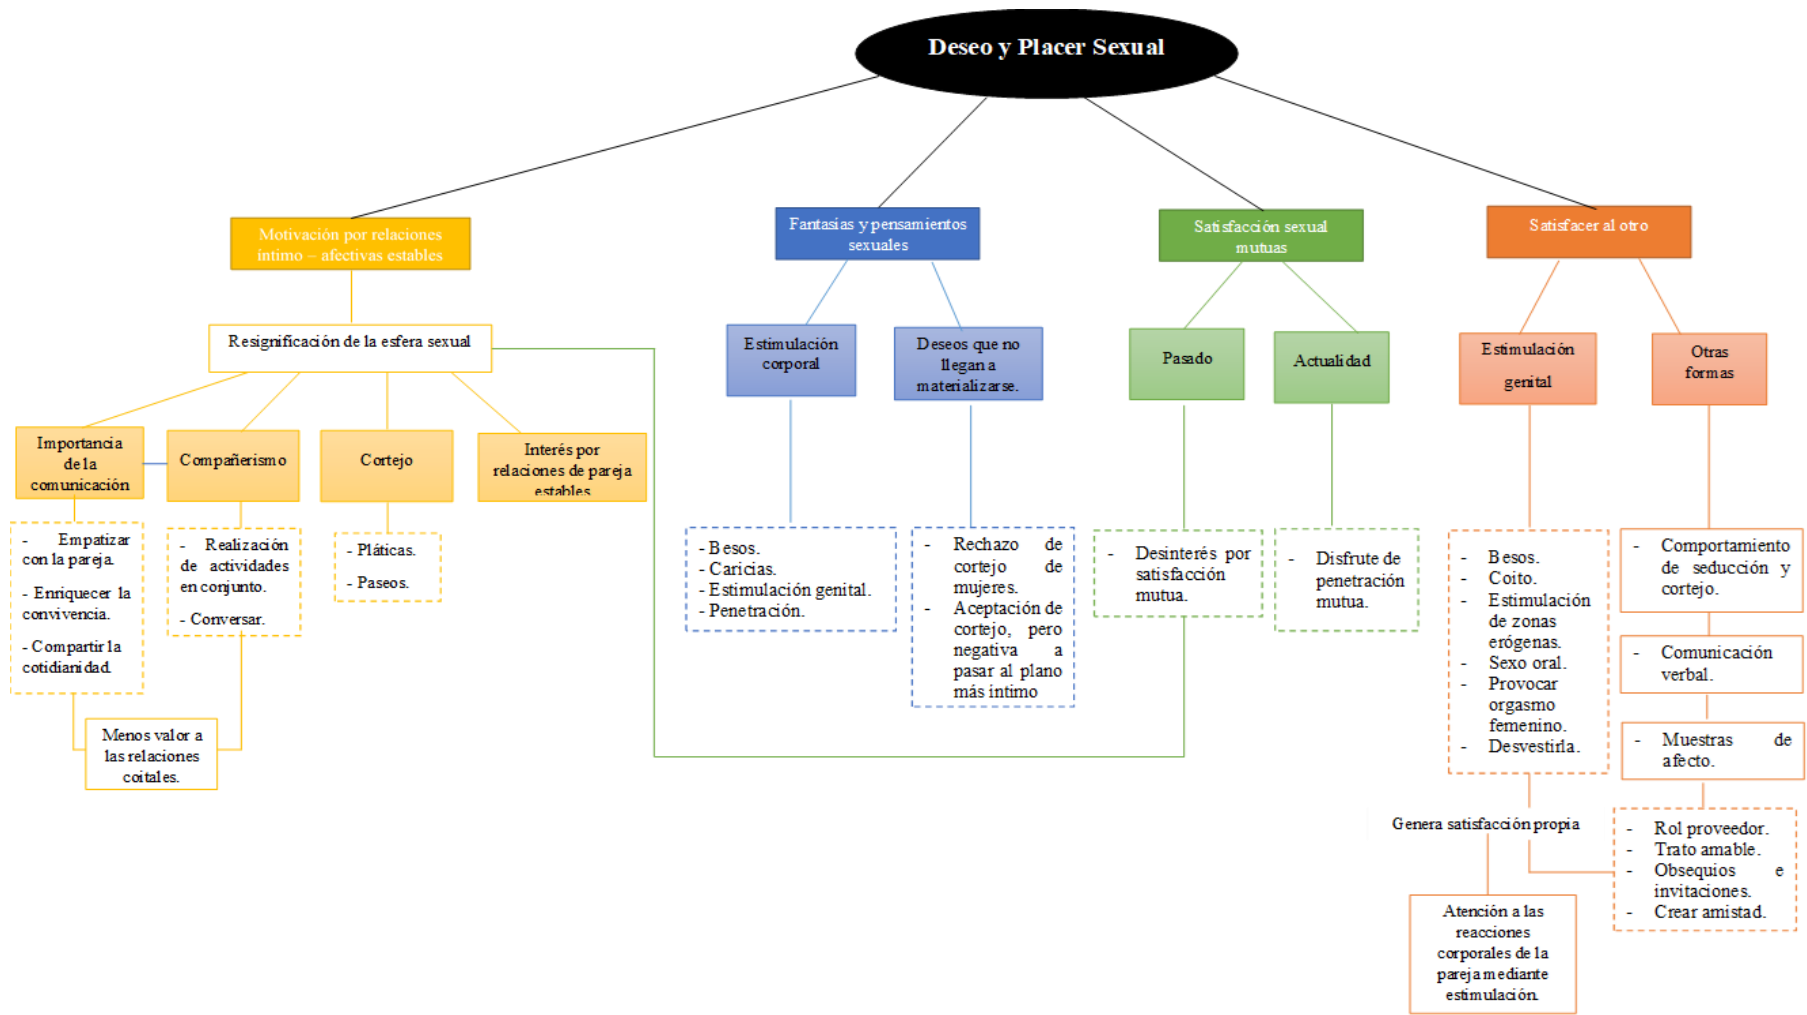 Deseo y Placer Sexual
Motivación por relaciones
íntimo – afectivas estables
Fantasías y pensamientos
sexuales
Satisfacción sexual
mutuas
Satisfacer al otro
Resignificación de la esfera sexual
Estimulación
corporal
Deseos que no
llegan a
materializarse.
Pasado
Actualidad
Estimulación
genital
Otras
formas
Importancia
de la
comunicación
Compañerismo
Cortejo
Interés por
relaciones de pareja
estables
- Empatizar
con la pareja.
- Enriquecer la
convivencia.
- Compartir la
cotidianidad.
- Realización
de actividades
en conjunto.
- Conversar.
- Pláticas.
- Paseos.
Menos valor a
las relaciones
coitales.
- Besos.
- Caricias.
- Estimulación genital.
- Penetración.
- Rechazo de
cortejo de
mujeres.
- Aceptación de
cortejo, pero
negativa a
pasar al plano
más intimo
- Desinterés por
satisfacción
mutua.
- Disfrute de
penetración
mutua.
- Besos.
- Coito.
- Estimulación
de zonas
erógenas.
- Sexo oral.
- Provocar
orgasmo
femenino.
- Desvestirla.
Genera satisfacción propia
Atención a las
reacciones
corporales de la
pareja mediante
estimulación.
- Comportamiento
de seducción y
cortejo.
- Comunicación
verbal.
- Muestras de
afecto.
- Rol proveedor.
- Trato amable.
- Obsequios e
invitaciones.
- Crear amistad.